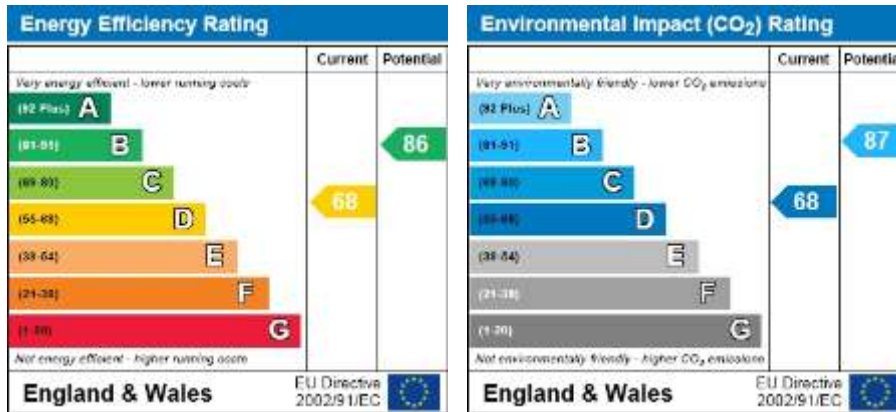 Energy Efficiency Rating
Current Potential
Very energy efficient - lower running costs
(92 Plus) A
(81-91) B
(69-80) C
(55-68) D
(39-54) E
(21-38) F
(1-20) G
Not energy efficient - higher running costs
68
86
England & Wales
EU Directive
2002/91/EC
Environmental Impact (CO₂) Rating
Current Potentia
Very environmentally friendly - lower CO₂ emissions
(92 Plus) A
(81-91) B
(69-80) C
(55-68) D
(39-54) E
(21-38) F
(1-20) G
Not environmentally friendly - higher CO₂ emissions
68
87
England & Wales
EU Directive
2002/91/EC